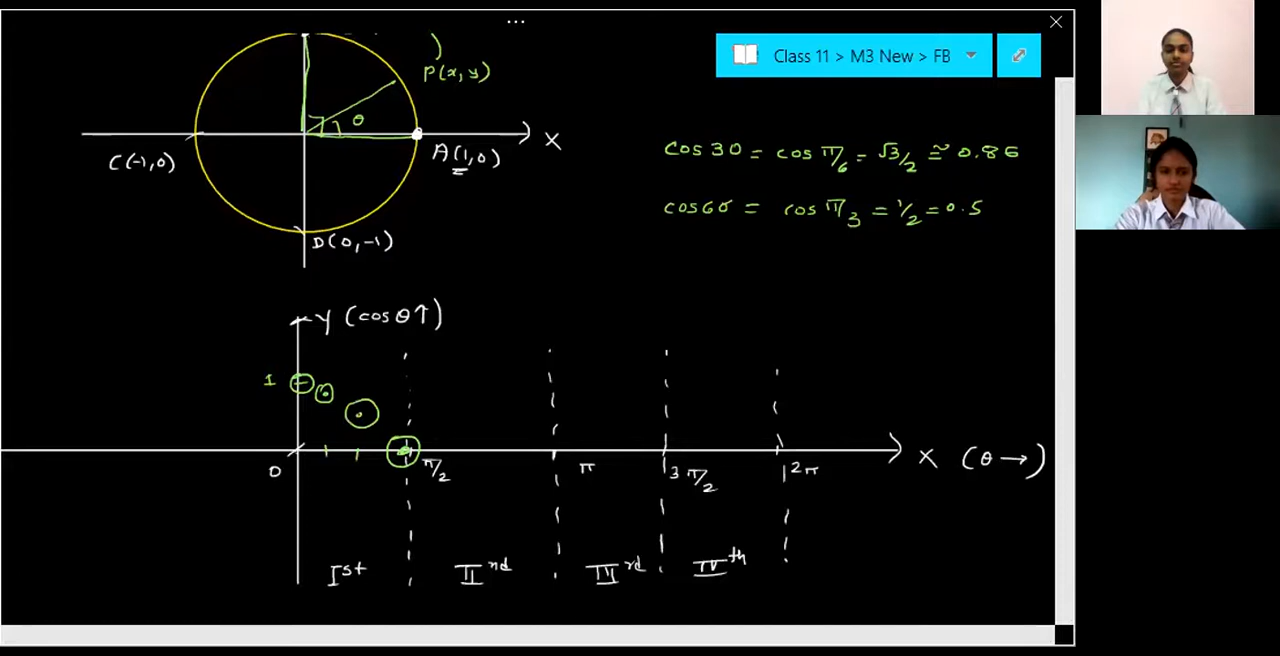 Class 11 > M3 New > FB
P(x, y)
θ
X
C(-1,0)
A(1,0)
D(0,-1)
cos 30 = cos π/6 = √3/2 ≅ 0.86
cos 60 = cos π/3 = 1/2 = 0.5
Y (cosθ↑)
1
0
π/2
π
3π/2
2π
X (θ→)
Ist
IInd
IIIrd
IVth